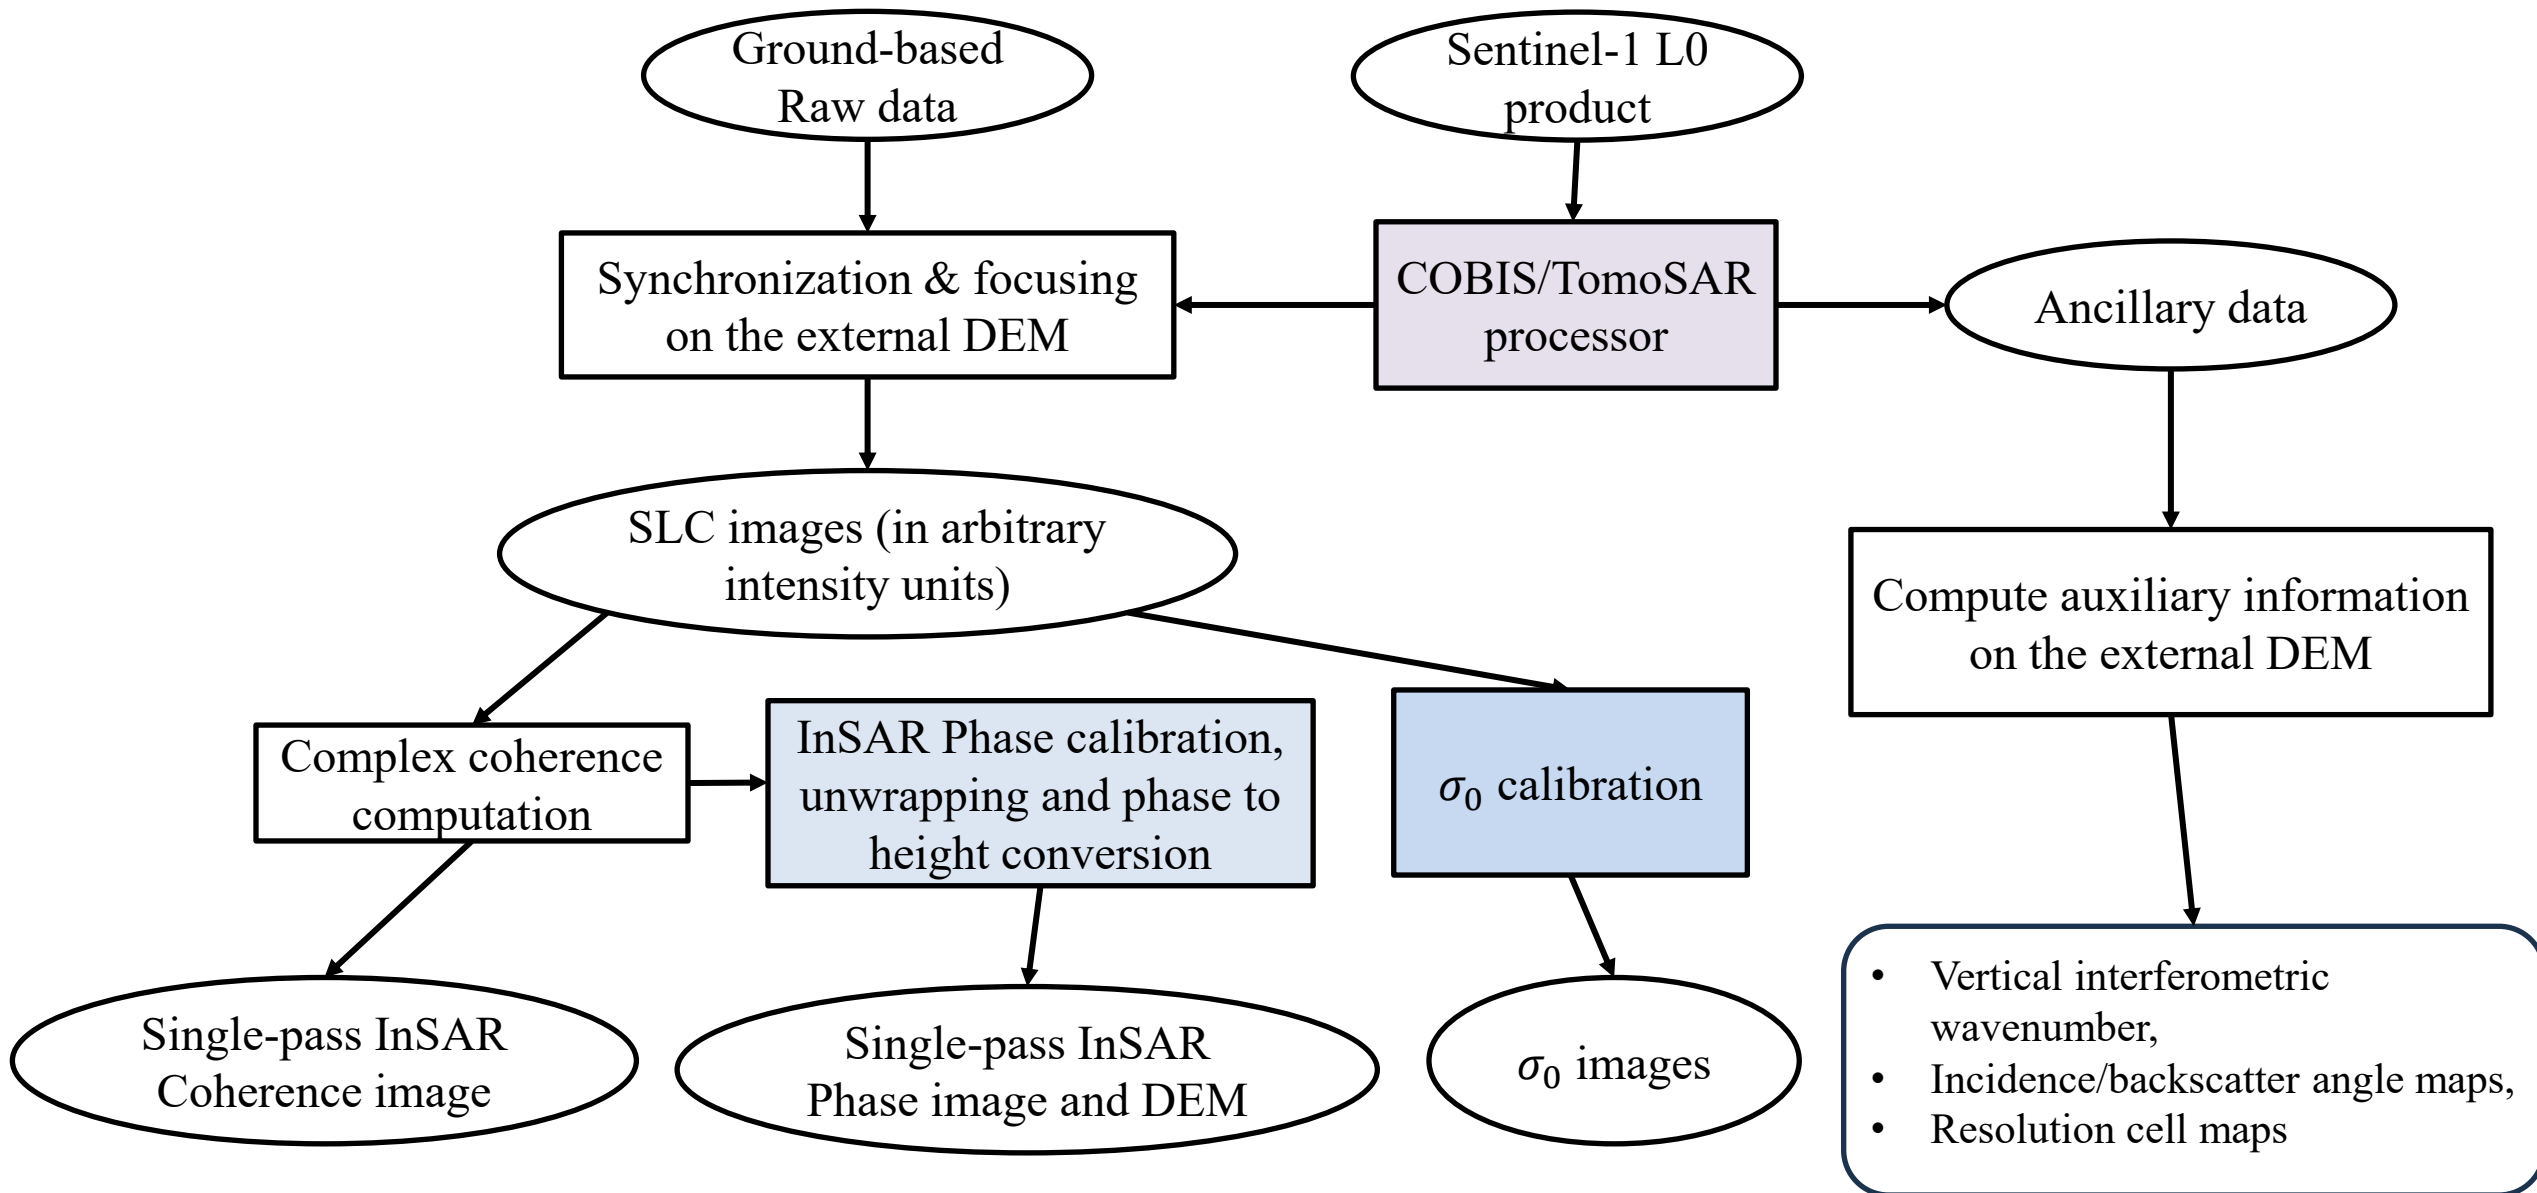 Ground-based
Raw data
Sentinel-1 L0
product
Synchronization & focusing
on the external DEM
COBIS/TomoSAR
processor
Ancillary data
SLC images (in arbitrary
intensity units)
Compute auxiliary information
on the external DEM
Complex coherence
computation
InSAR Phase calibration,
unwrapping and phase to
height conversion
σ₀ calibration
Single-pass InSAR
Coherence image
Single-pass InSAR
Phase image and DEM
σ₀ images
• Vertical interferometric
wavenumber,
• Incidence/backscatter angle maps,
• Resolution cell maps